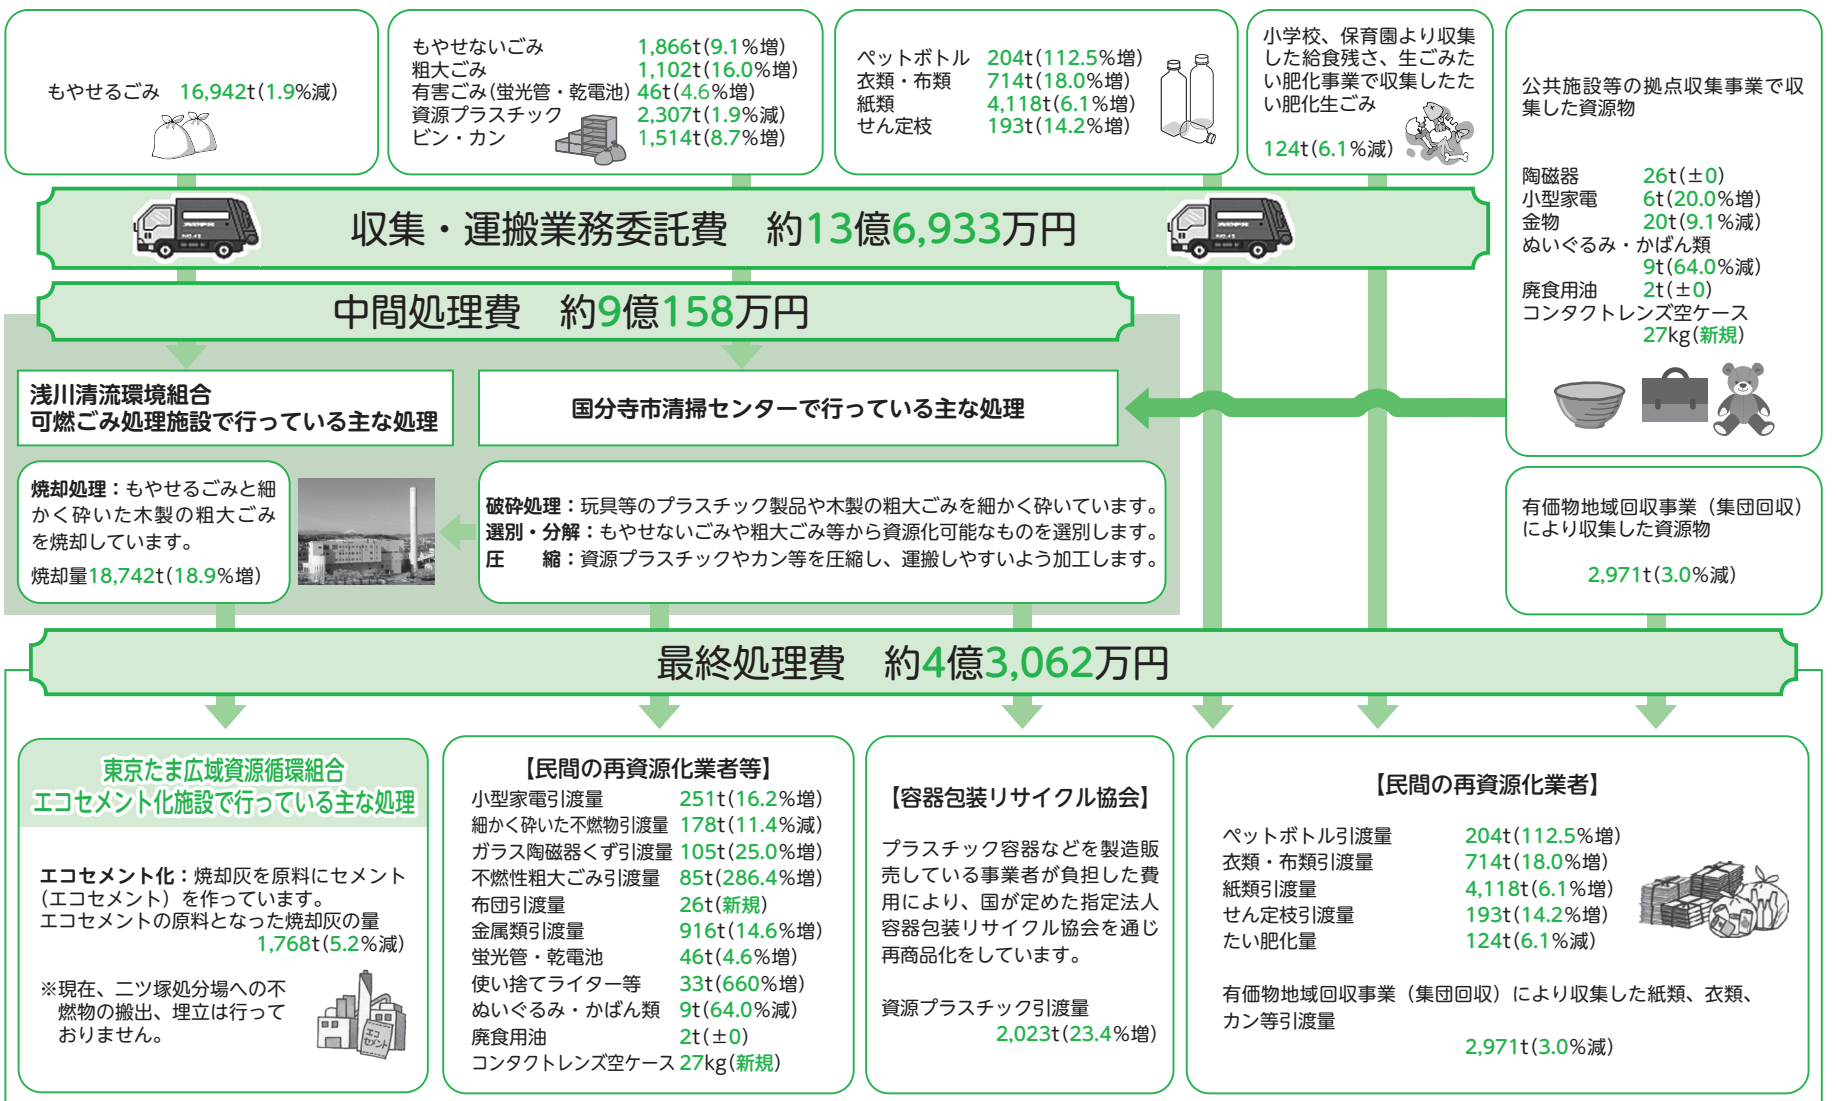 もやせるごみ 16,942t(1.9%減)
もやせないごみ 1,866t(9.1%増)
粗大ごみ 1,102t(16.0%増)
有害ごみ(蛍光管・乾電池) 46t(4.6%増)
資源プラスチック 2,307t(1.9%減)
ビン・カン 1,514t(8.7%増)
ペットボトル 204t(112.5%増)
衣類・布類 714t(18.0%増)
紙類 4,118t(6.1%増)
せん定枝 193t(14.2%増)
小学校、保育園より収集
した給食残さ、生ごみた
い肥化事業で収集したた
い肥化生ごみ
124t(6.1%減)
公共施設等の拠点収集事業で収
集した資源物
陶磁器 26t(±0)
小型家電 6t(20.0%増)
金物 20t(9.1%減)
ぬいぐるみ・かばん類
9t(64.0%減)
廃食用油 2t(±0)
コンタクトレンズ空ケース
27kg(新規)
収集・運搬業務委託費 約13億6,933万円
中間処理費 約9億158万円
浅川清流環境組合
可燃ごみ処理施設で行っている主な処理
国分寺市清掃センターで行っている主な処理
焼却処理：もやせるごみと細
かく砕いた木製の粗大ごみ
を焼却しています。
焼却量18,742t(18.9%増)
破砕処理：玩具等のプラスチック製品や木製の粗大ごみを細かく砕いています。
選別・分解：もやせないごみや粗大ごみ等から資源化可能なものを選別します。
圧　縮：資源プラスチックやカン等を圧縮し、運搬しやすいよう加工します。
有価物地域回収事業（集団回収）
により収集した資源物
2,971t(3.0%減)
最終処理費 約4億3,062万円
東京たま広域資源循環組合
エコセメント化施設で行っている主な処理
エコセメント化：焼却灰を原料にセメント
（エコセメント）を作っています。
エコセメントの原料となった焼却灰の量
1,768t(5.2%減)
※現在、二ツ塚処分場への不
燃物の搬出、埋立は行って
おりません。
エコ
セメント
【民間の再資源化業者等】
小型家電引渡量 251t(16.2%増)
細かく砕いた不燃物引渡量 178t(11.4%減)
ガラス陶磁器くず引渡量 105t(25.0%増)
不燃性粗大ごみ引渡量 85t(286.4%増)
布団引渡量 26t(新規)
金属類引渡量 916t(14.6%増)
蛍光管・乾電池 46t(4.6%増)
使い捨てライター等 33t(660%増)
ぬいぐるみ・かばん類 9t(64.0%減)
廃食用油 2t(±0)
コンタクトレンズ空ケース 27kg(新規)
【容器包装リサイクル協会】
プラスチック容器などを製造販
売している事業者が負担した費
用により、国が定めた指定法人
容器包装リサイクル協会を通じ
再商品化をしています。
資源プラスチック引渡量
2,023t(23.4%増)
【民間の再資源化業者】
ペットボトル引渡量 204t(112.5%増)
衣類・布類引渡量 714t(18.0%増)
紙類引渡量 4,118t(6.1%増)
せん定枝引渡量 193t(14.2%増)
たい肥化量 124t(6.1%減)
有価物地域回収事業（集団回収）により収集した紙類、衣類、
カン等引渡量
2,971t(3.0%減)